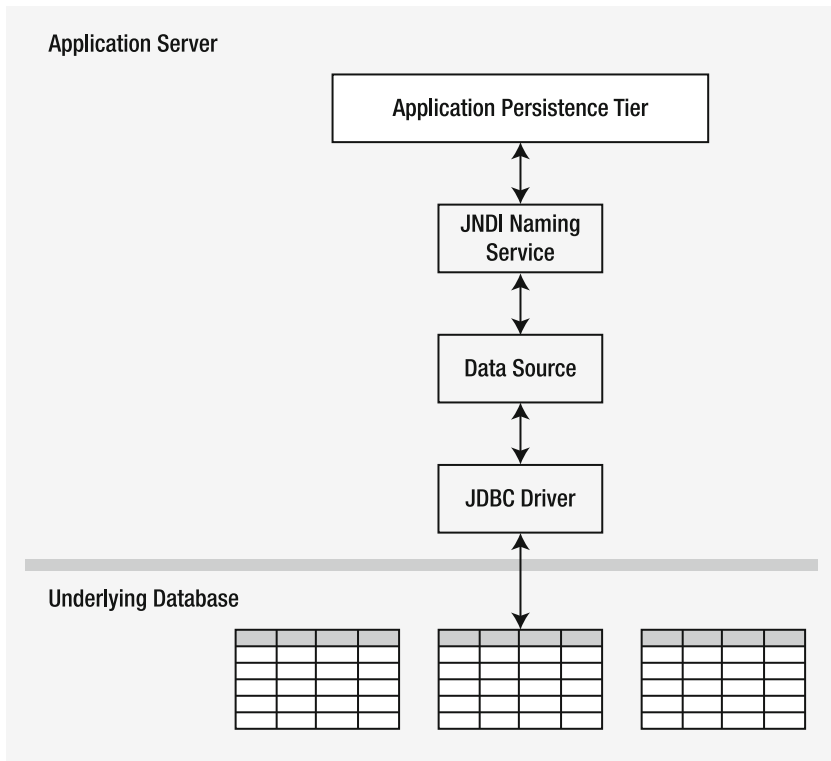 Application Server
Application Persistence Tier
JNDI Naming
Service
Data Source
JDBC Driver
Underlying Database